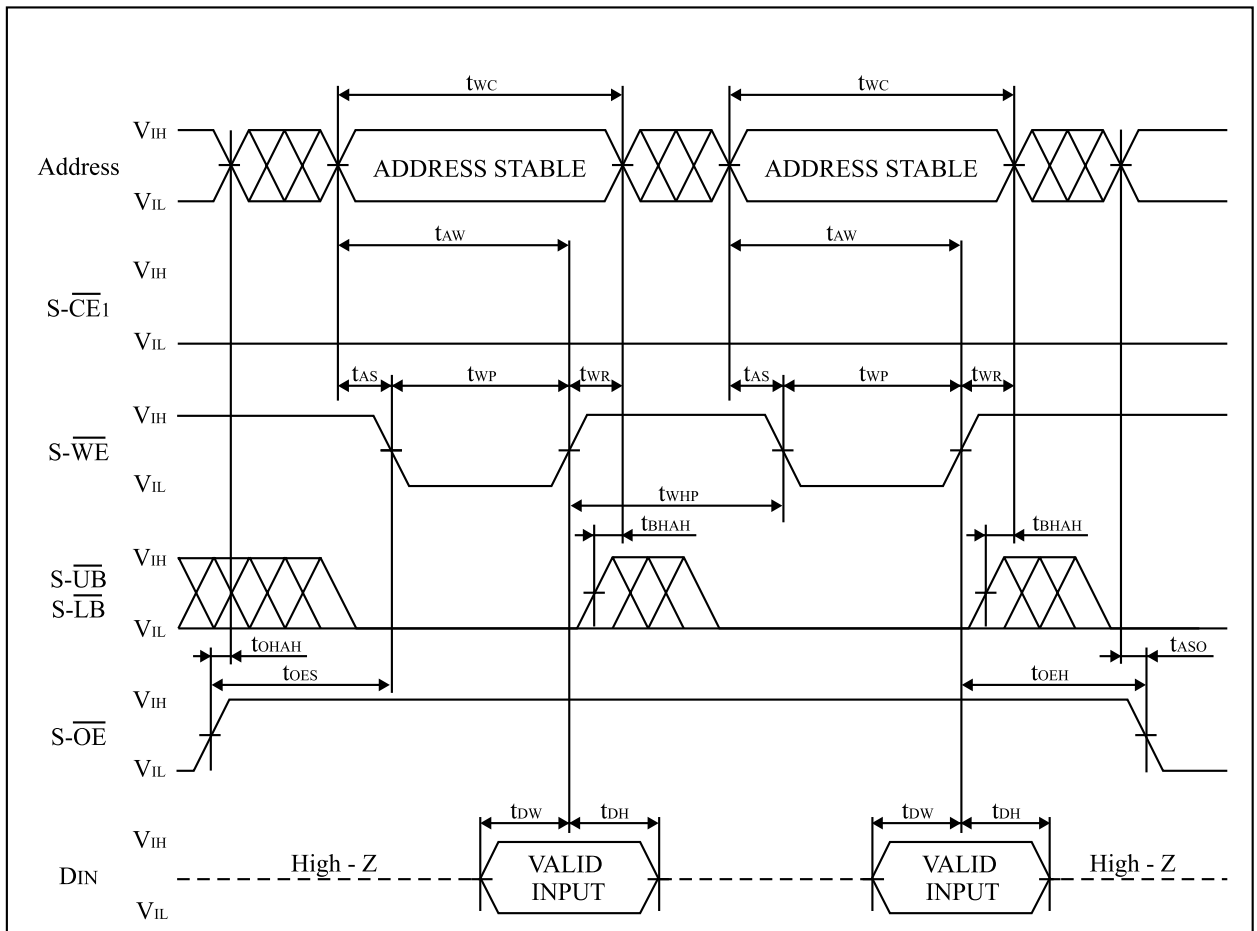 tWC tWC
VIH
Address ADDRESS STABLE ADDRESS STABLE
VIL
tAW tAW
VIH
S-CE1
VIL
tAS tWP tWR tAS tWP tWR
VIH
S-WE
VIL
tWHP
tBHAH tBHAH
VIH
S-UB
S-LB
VIL
tOHAH tASO
tOES tOEH
VIH
S-OE
VIL
tDW tDH tDW tDH
VIH
High - Z VALID VALID High - Z
DIN
INPUT INPUT
VIL